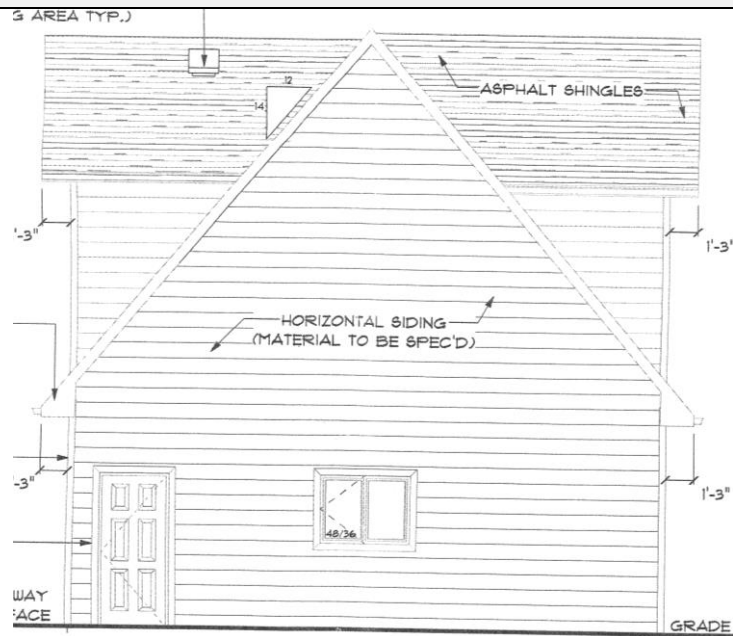 G AREA TYP.)
12
14
ASPHALT SHINGLES
'-3"
1'-3"
HORIZONTAL SIDING
(MATERIAL TO BE SPEC'D)
-3"
1'-3"
48/36
WAY
FACE
GRADE